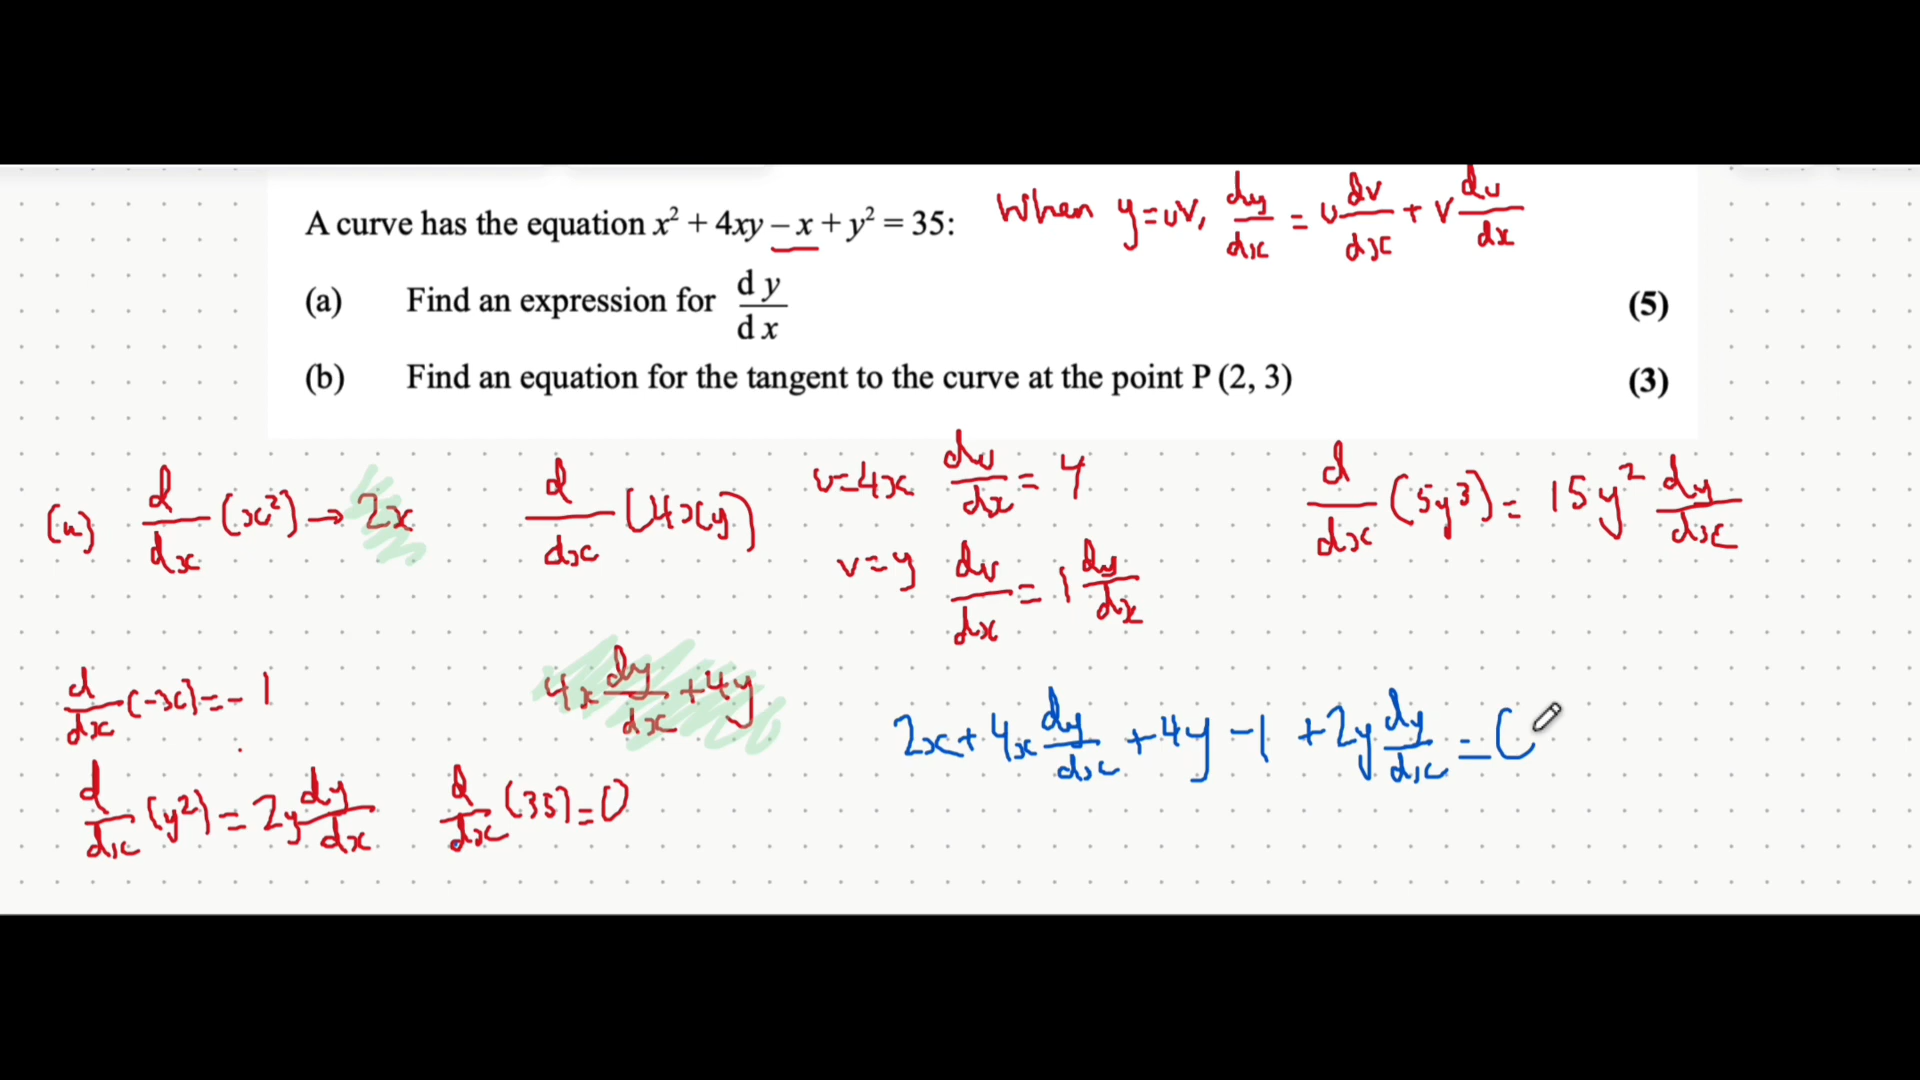 A curve has the equation x² + 4xy – x + y² = 35:
When y=uv, dy/dx = u dv/dx + v du/dx
(a) Find an expression for dy/dx (5)
(b) Find an equation for the tangent to the curve at the point P (2, 3) (3)
(a) d/dx (x²) → 2x
d/dx (4xy)
u=4x du/dx = 4
v=y dv/dx = 1 dy/dx
d/dx (5y³) = 15y² dy/dx
d/dx (-x) = -1
4x dy/dx + 4y
2x + 4x dy/dx + 4y - 1 + 2y dy/dx = 0
d/dx (y²) = 2y dy/dx
d/dx (35) = 0